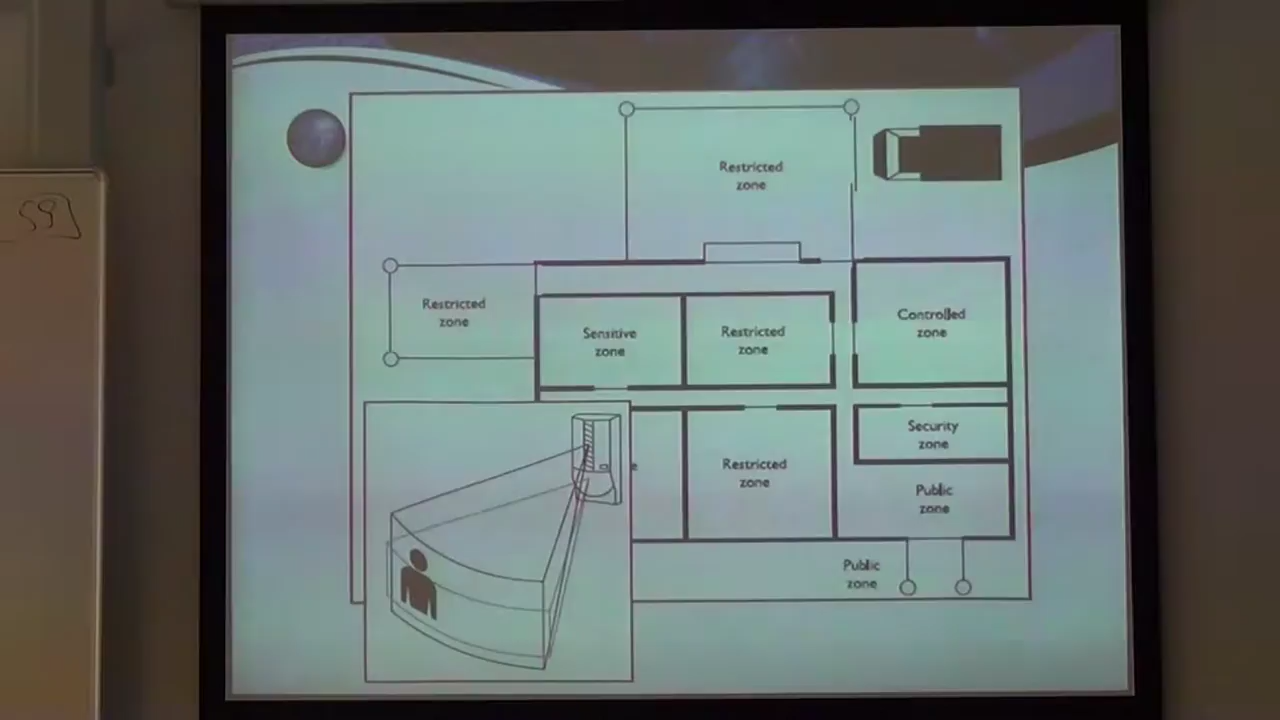 Restricted
zone
Restricted
zone
Sensitive
zone
Restricted
zone
Controlled
zone
Security
zone
Restricted
zone
Public
zone
Public
zone